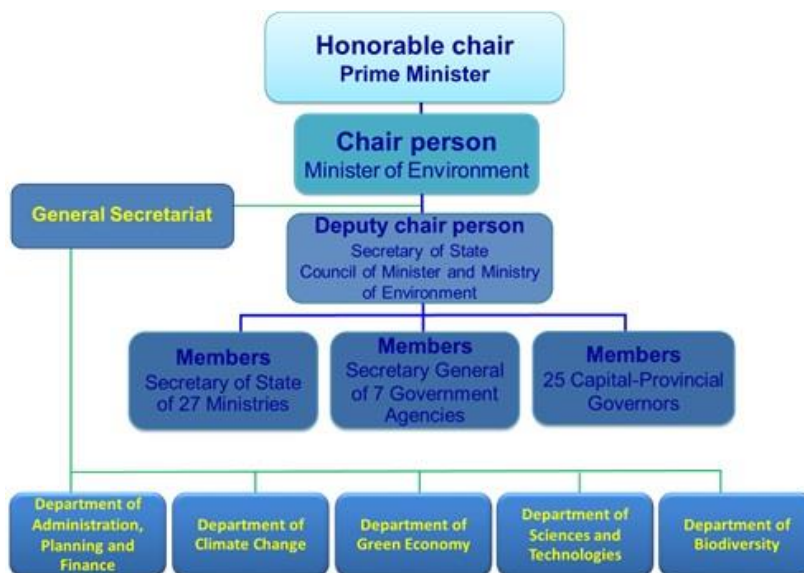 Honorable chair
Prime Minister
Chair person
Minister of Environment
General Secretariat
Deputy chair person
Secretary of State
Council of Minister and Ministry
of Environment
Members
Secretary of State
of 27 Ministries
Members
Secretary General
of 7 Government
Agencies
Members
25 Capital-Provincial
Governors
Department of
Administration,
Planning and
Finance
Department of
Climate Change
Department of
Green Economy
Department of
Sciences and
Technologies
Department of
Biodiversity